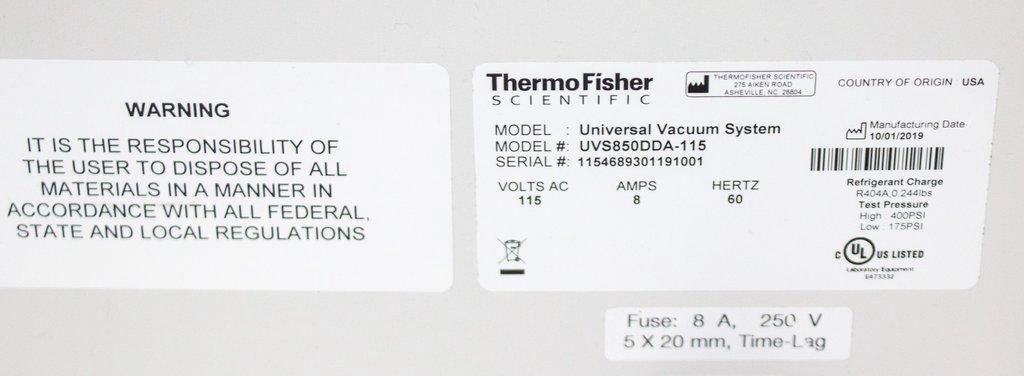 WARNING
IT IS THE RESPONSIBILITY OF
THE USER TO DISPOSE OF ALL
MATERIALS IN A MANNER IN
ACCORDANCE WITH ALL FEDERAL,
STATE AND LOCAL REGULATIONS
ThermoFisher
SCIENTIFIC
THERMOFISHER SCIENTIFIC
275 AIKEN ROAD
ASHEVILLE, NC 28804
COUNTRY OF ORIGIN : USA
MODEL : Universal Vacuum System
MODEL #: UVS850DDA-115
SERIAL #: 1154689301191001
VOLTS AC AMPS HERTZ
115 8 60
Manufacturing Date
10/01/2019
Refrigerant Charge
R404A,0.244lbs
Test Pressure
High : 400PSI
Low : 175PSI
C UL US LISTED
Laboratory Equipment
E473332
Fuse: 8 A, 250 V
5 X 20 mm, Time-Lag